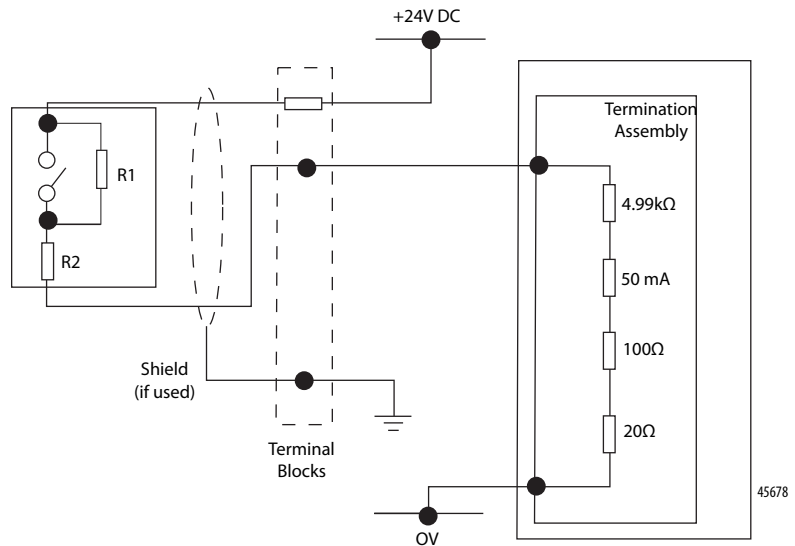 +24V DC
Termination
Assembly
R1
4.99kΩ
R2
50 mA
100Ω
Shield
(if used)
20Ω
Terminal
Blocks
45678
OV